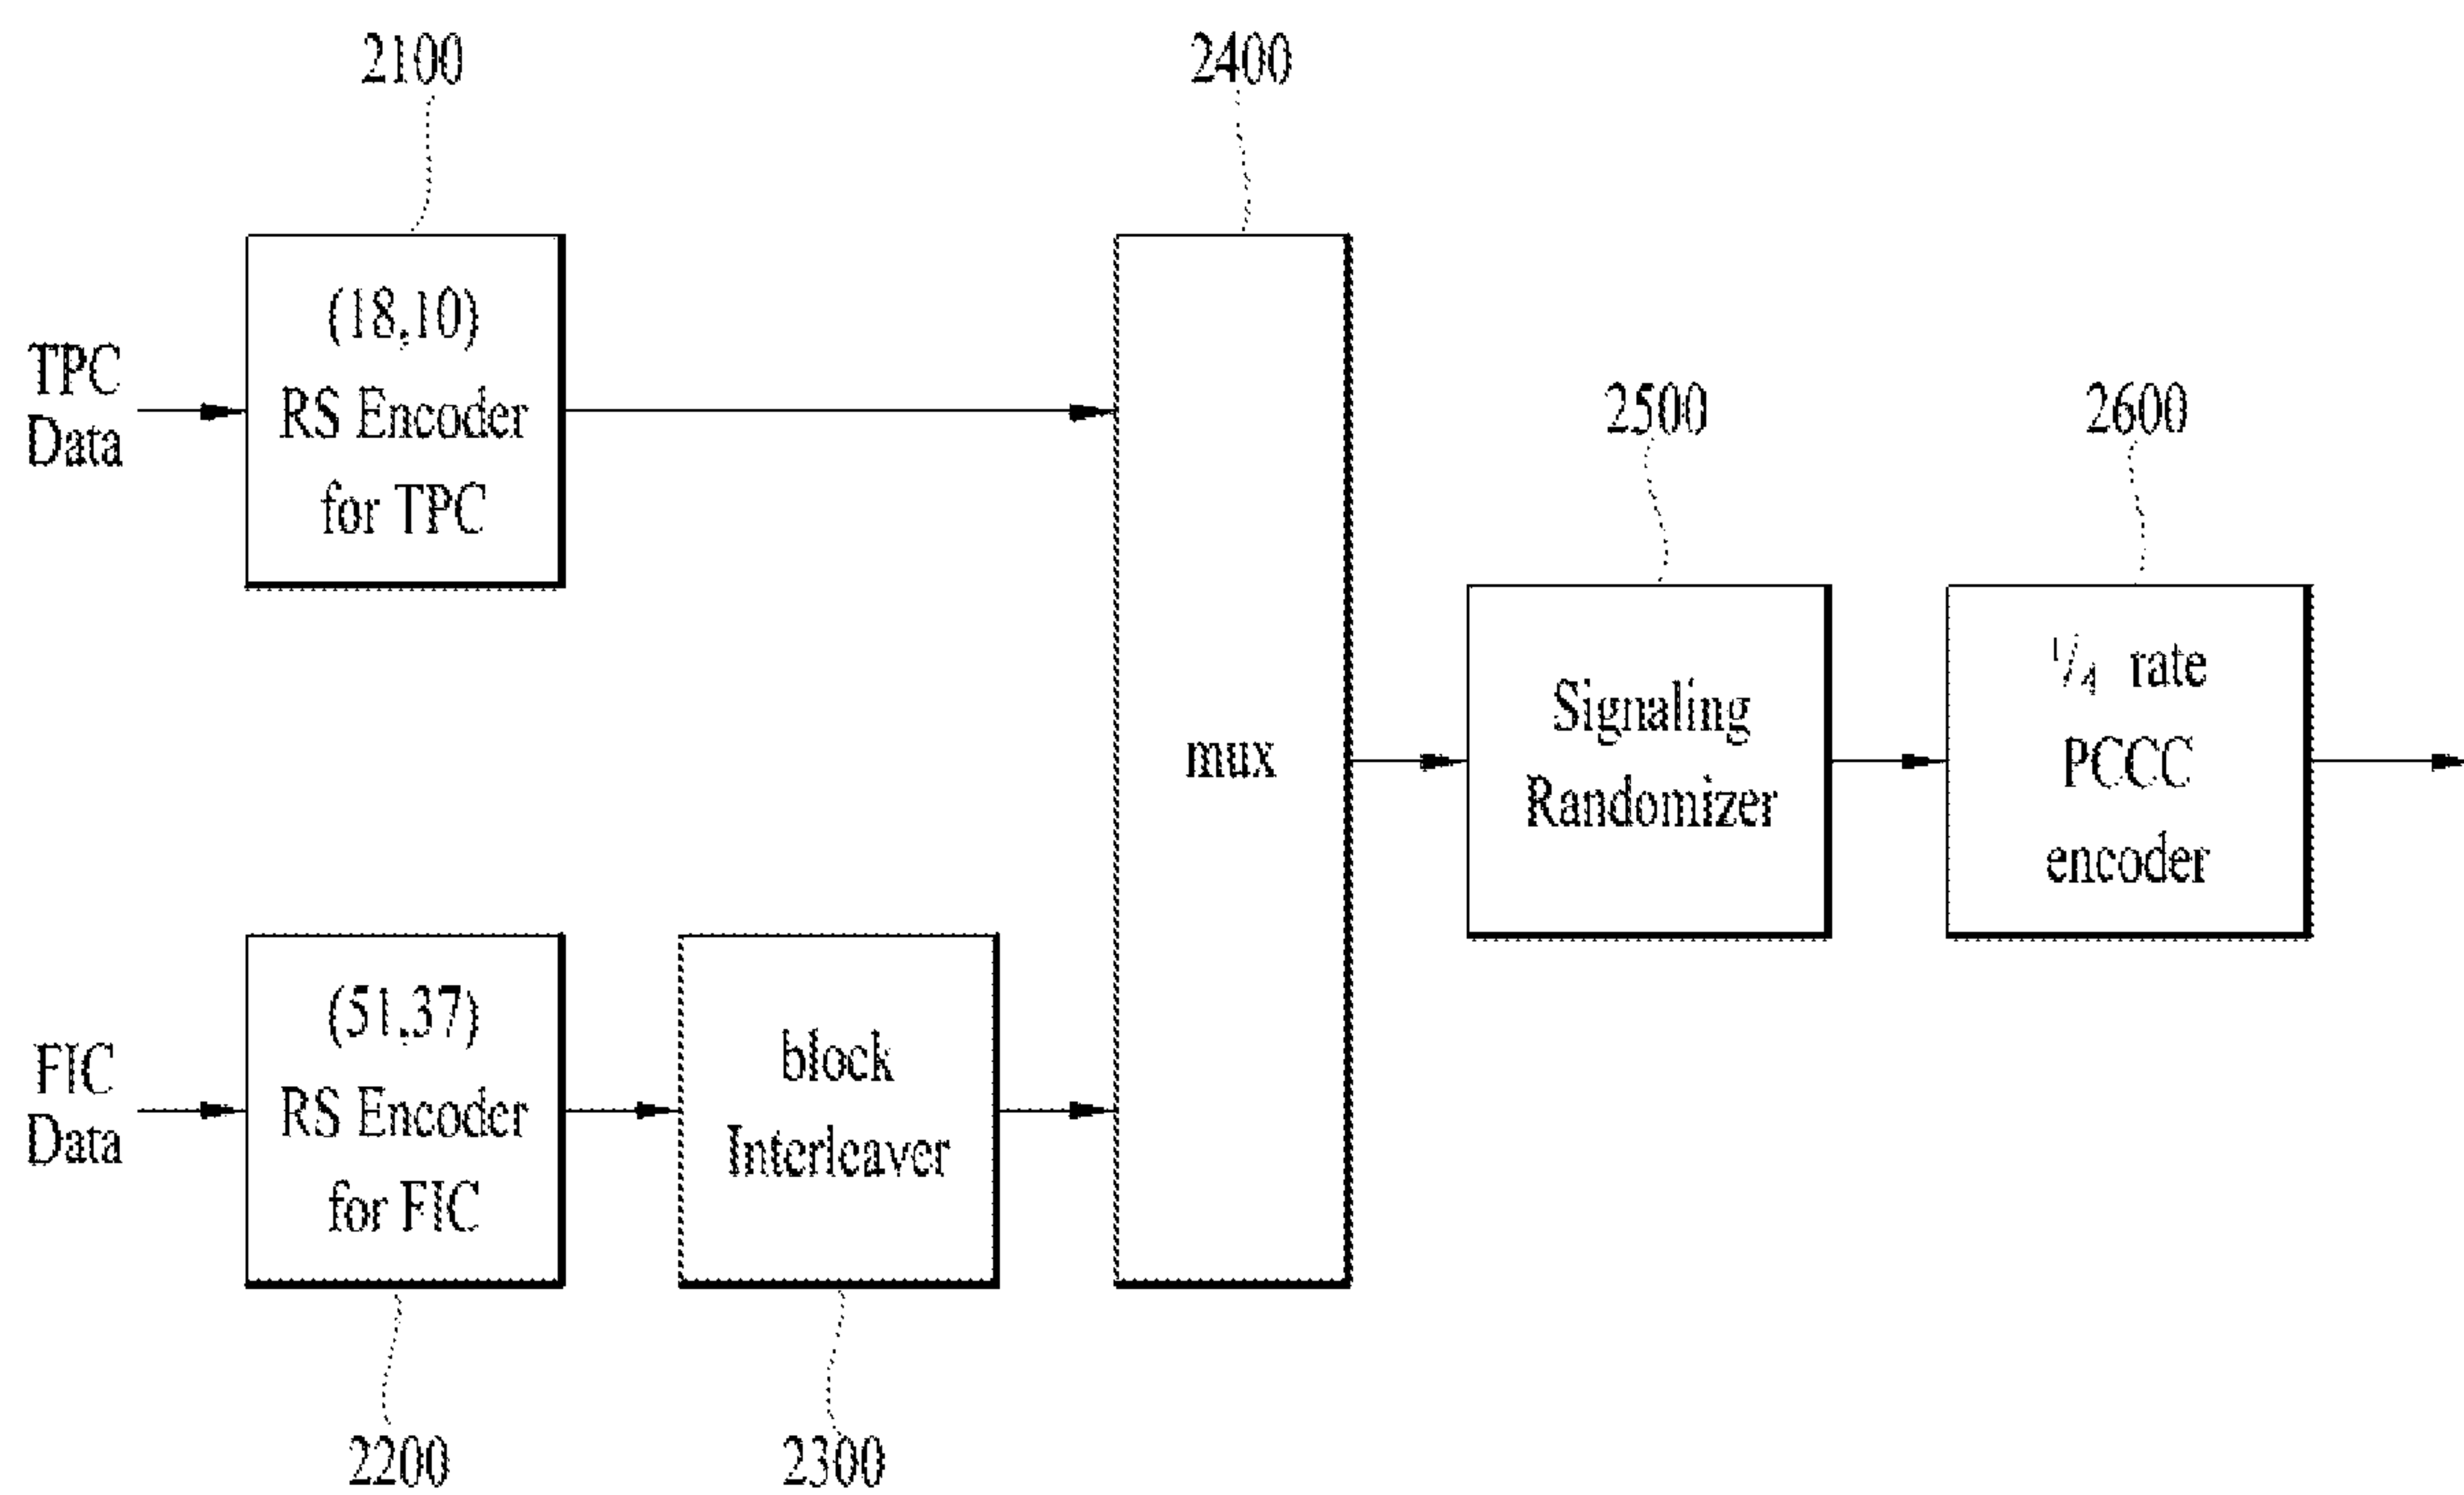 2100
2400
TPC
Data
(18,10)
RS Encoder
for TPC
2500
2600
mux
Signaling
Randomizer
1/4 rate
PCCC
encoder
FIC
Data
(51,37)
RS Encoder
for FIC
block
Interleaver
2200
2300